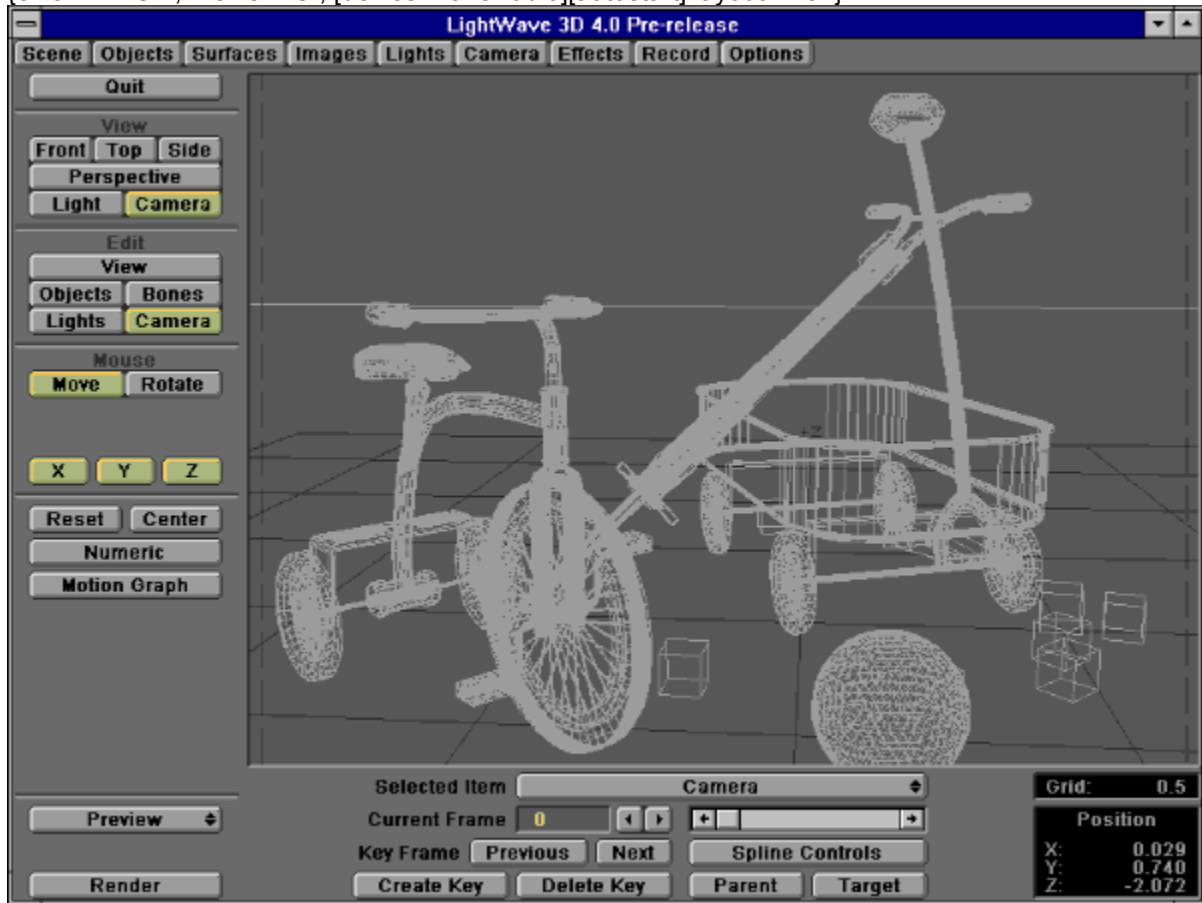 LightWave 3D 4.0 Pre-release
Scene Objects Surfaces Images Lights Camera Effects Record Options
Quit
View
Front Top Side
Perspective
Light Camera
Edit
View
Objects Bones
Lights Camera
Mouse
Move Rotate
X Y Z
Reset Center
Numeric
Motion Graph
+Z
Preview
Render
Selected Item Camera
Current Frame 0
Key Frame Previous Next Spline Controls
Create Key Delete Key Parent Target
Grid: 0.5
Position
X: 0.029
Y: 0.740
Z: -2.072